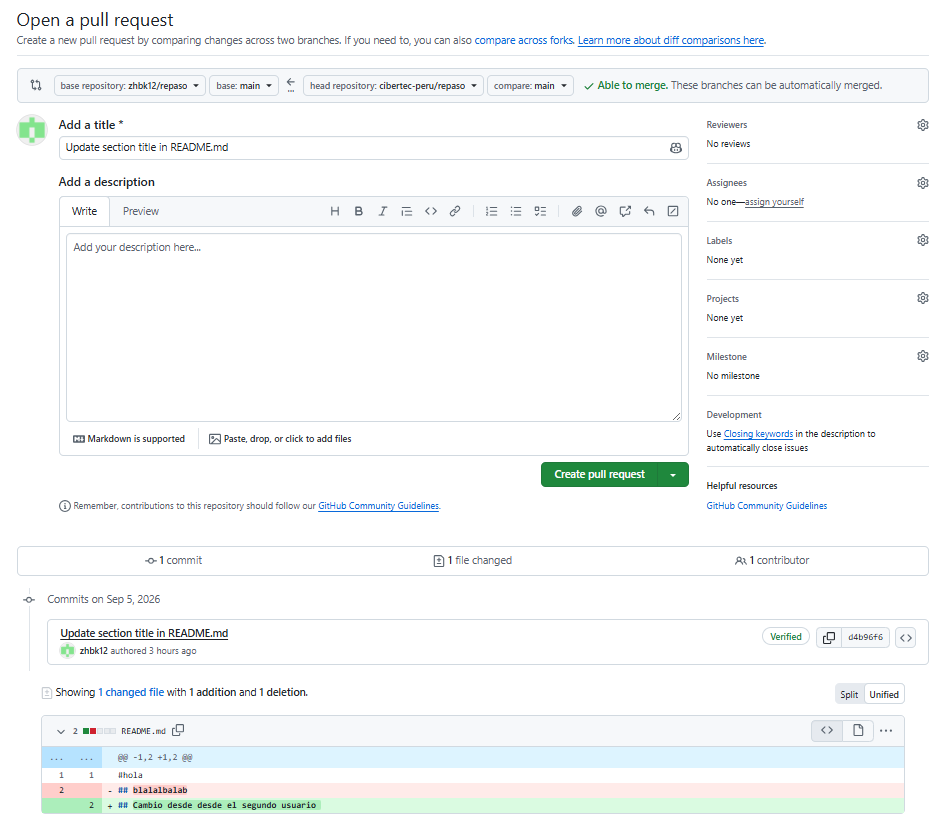 Open a pull request
Create a new pull request by comparing changes across two branches. If you need to, you can also compare across forks. Learn more about diff comparisons here.
base repository: zhbk12/repaso base: main head repository: cibertec-peru/repaso compare: main Able to merge. These branches can be automatically merged.
Add a title *
Update section title in README.md
Add a description
Write Preview
Add your description here...
Markdown is supported Paste, drop, or click to add files
Create pull request
Remember, contributions to this repository should follow our GitHub Community Guidelines.
Reviewers
No reviews
Assignees
No one—assign yourself
Labels
None yet
Projects
None yet
Milestone
No milestone
Development
Use Closing keywords in the description to
automatically close issues
Helpful resources
GitHub Community Guidelines
1 commit 1 file changed 1 contributor
Commits on Sep 5, 2026
Update section title in README.md
zhbk12 authored 3 hours ago
Verified d4b96f6
Showing 1 changed file with 1 addition and 1 deletion.
Split Unified
2 README.md
... ... @@ -1,2 +1,2 @@
1 1 #hola
2 - ## blalalbalab
2 + ## Cambio desde desde el segundo usuario